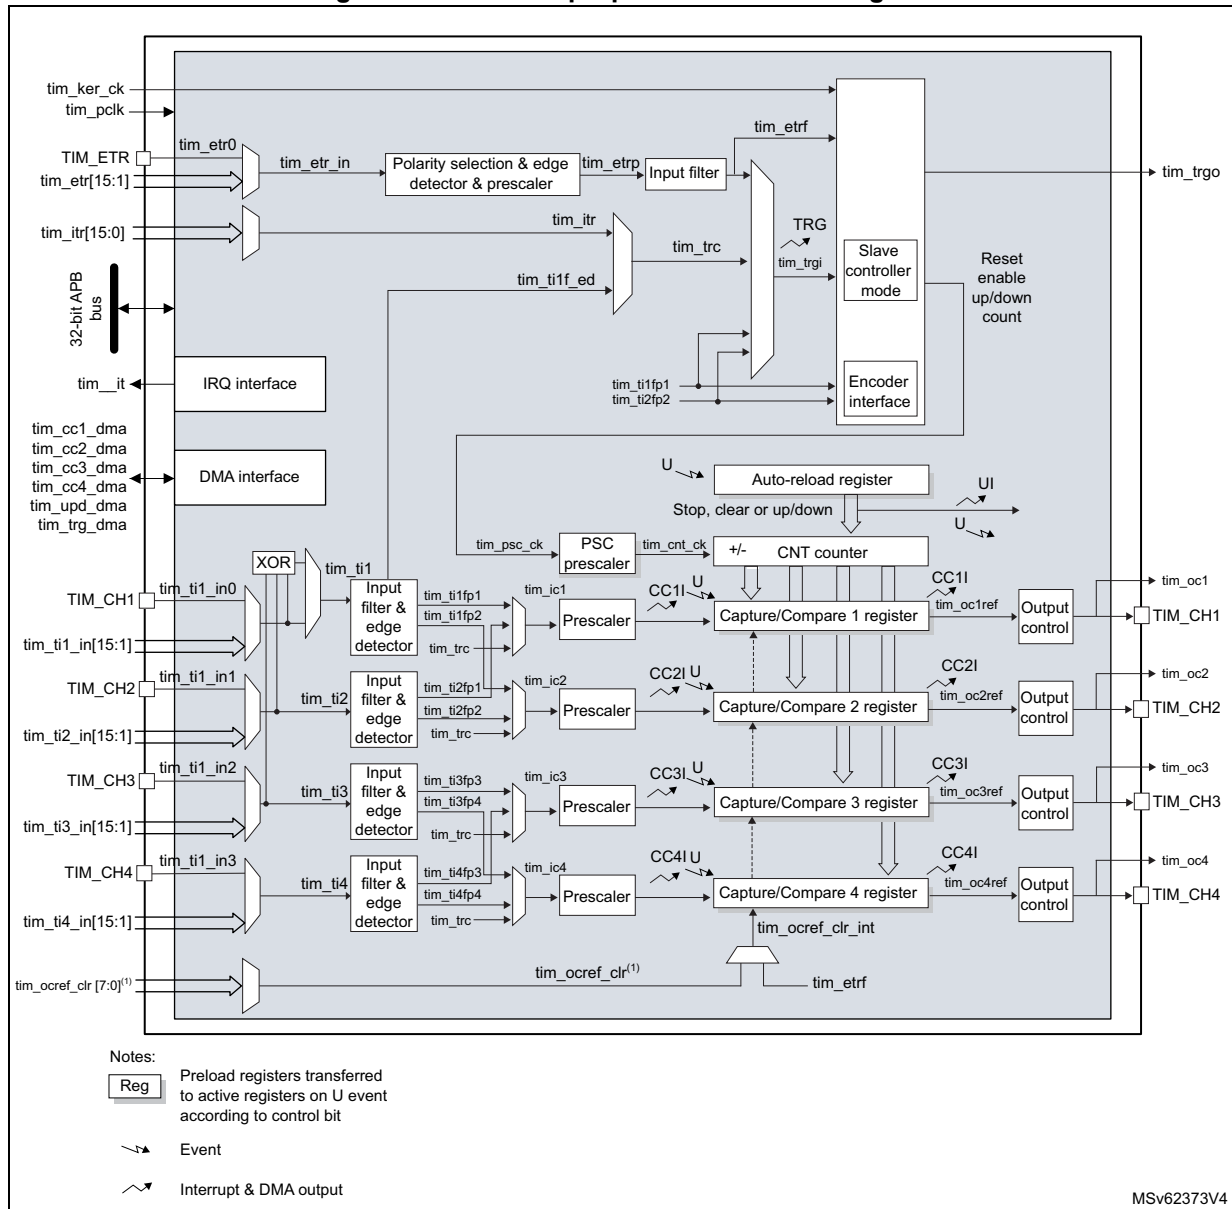 tim_ker_ck
tim_pclk
TIM_ETR
tim_etr0
tim_etr[15:1]
tim_etr_in
Polarity selection & edge
detector & prescaler
tim_etrp
Input filter
tim_etrf
tim_trgo
tim_itr[15:0]
tim_itr
tim_trc
tim_ti1f_ed
TRG
tim_trgi
Slave
controller
mode
Reset
enable
up/down
count
32-bit APB
bus
tim__it
IRQ interface
tim_ti1fp1
tim_ti2fp2
Encoder
interface
tim_cc1_dma
tim_cc2_dma
tim_cc3_dma
tim_cc4_dma
tim_upd_dma
tim_trg_dma
DMA interface
U
Auto-reload register
UI
Stop, clear or up/down
U
tim_psc_ck
PSC
prescaler
tim_cnt_ck
+/-
CNT counter
XOR
tim_ti1
TIM_CH1
tim_ti1_in0
tim_ti1_in[15:1]
Input
filter &
edge
detector
tim_ti1fp1
tim_ti1fp2
tim_trc
tim_ic1
Prescaler
CC1I
U
Capture/Compare 1 register
CC1I
tim_oc1ref
Output
control
tim_oc1
TIM_CH1
TIM_CH2
tim_ti1_in1
tim_ti2_in[15:1]
tim_ti2
Input
filter &
edge
detector
tim_ti2fp1
tim_ti2fp2
tim_trc
tim_ic2
Prescaler
CC2I
U
Capture/Compare 2 register
CC2I
tim_oc2ref
Output
control
tim_oc2
TIM_CH2
TIM_CH3
tim_ti1_in2
tim_ti3_in[15:1]
tim_ti3
Input
filter &
edge
detector
tim_ti3fp3
tim_ti3fp4
tim_trc
tim_ic3
Prescaler
CC3I
U
Capture/Compare 3 register
CC3I
tim_oc3ref
Output
control
tim_oc3
TIM_CH3
TIM_CH4
tim_ti1_in3
tim_ti4_in[15:1]
tim_ti4
Input
filter &
edge
detector
tim_ti4fp3
tim_ti4fp4
tim_trc
tim_ic4
Prescaler
CC4I
U
Capture/Compare 4 register
CC4I
tim_oc4ref
Output
control
tim_oc4
TIM_CH4
tim_ocref_clr_int
tim_ocref_clr [7:0](1)
tim_ocref_clr(1)
tim_etrf
Notes:
Reg
Preload registers transferred
to active registers on U event
according to control bit
Event
Interrupt & DMA output
MSv62373V4